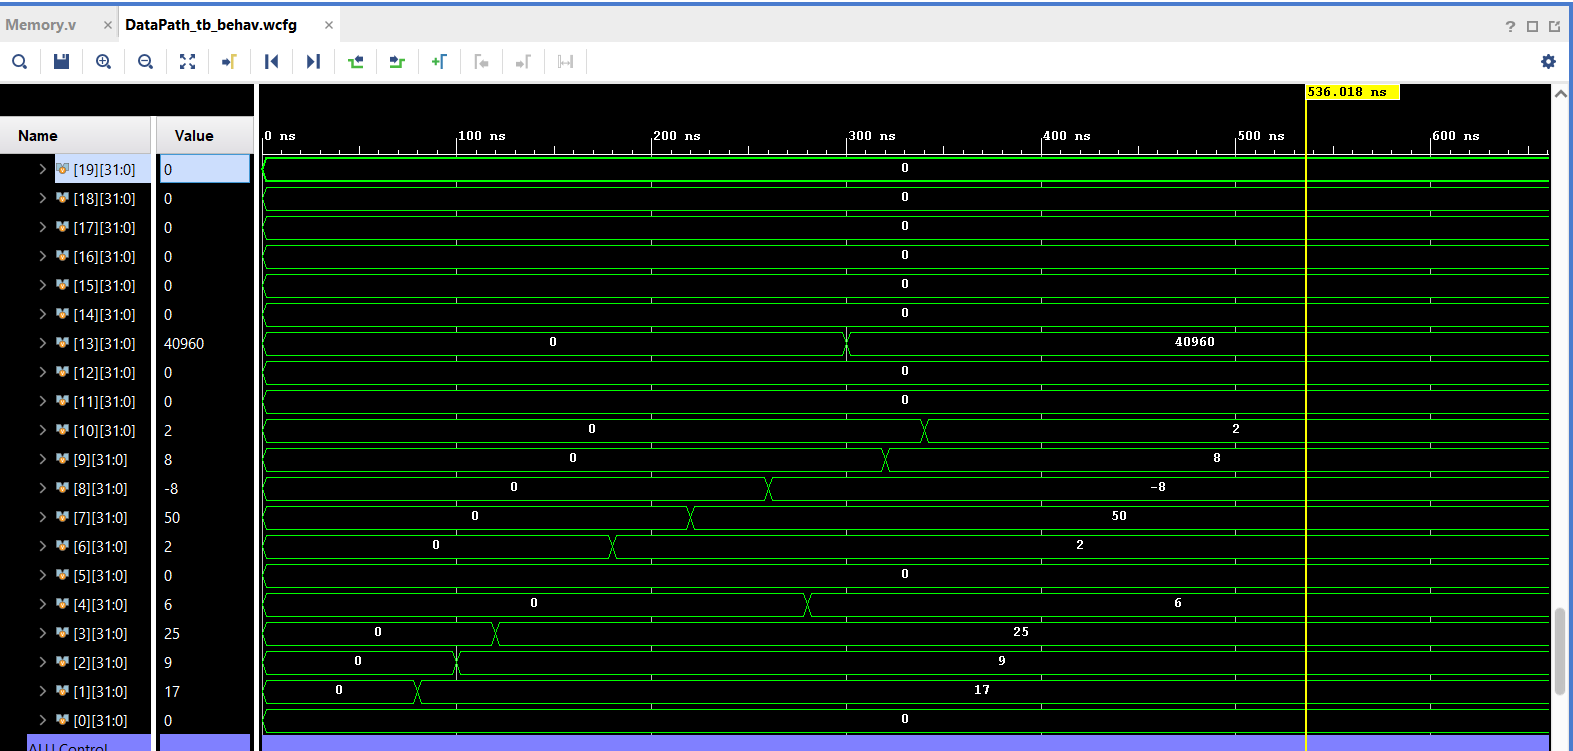 Memory.v × DataPath_tb_behav.wcfg ×
?
536.018 ns
Name Value 0 ns 100 ns 200 ns 300 ns 400 ns 500 ns 600 ns
[19][31:0] 0 0
[18][31:0] 0 0
[17][31:0] 0 0
[16][31:0] 0 0
[15][31:0] 0 0
[14][31:0] 0 0
[13][31:0] 40960 0 40960
[12][31:0] 0 0
[11][31:0] 0 0
[10][31:0] 2 0 2
[9][31:0] 8 0 8
[8][31:0] -8 0 -8
[7][31:0] 50 0 50
[6][31:0] 2 0 2
[5][31:0] 0 0
[4][31:0] 6 0 6
[3][31:0] 25 0 25
[2][31:0] 9 0 9
[1][31:0] 17 0 17
[0][31:0] 0 0
ALU Control